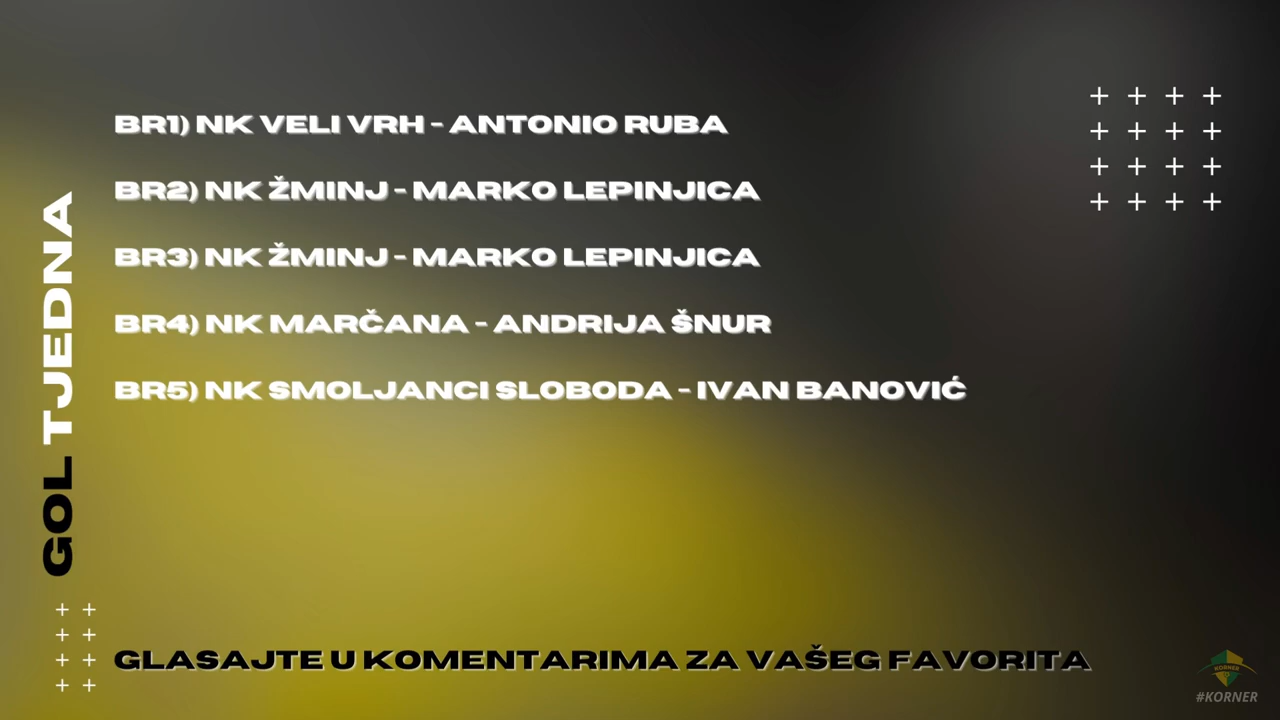 GOL TJEDNA
BR1) NK VELI VRH - ANTONIO RUBA
BR2) NK ŽMINJ - MARKO LEPINJICA
BR3) NK ŽMINJ - MARKO LEPINJICA
BR4) NK MARČANA - ANDRIJA ŠNUR
BR5) NK SMOLJANCI SLOBODA - IVAN BANOVIĆ
GLASAJTE U KOMENTARIMA ZA VAŠEG FAVORITA
KORNER
#KORNER